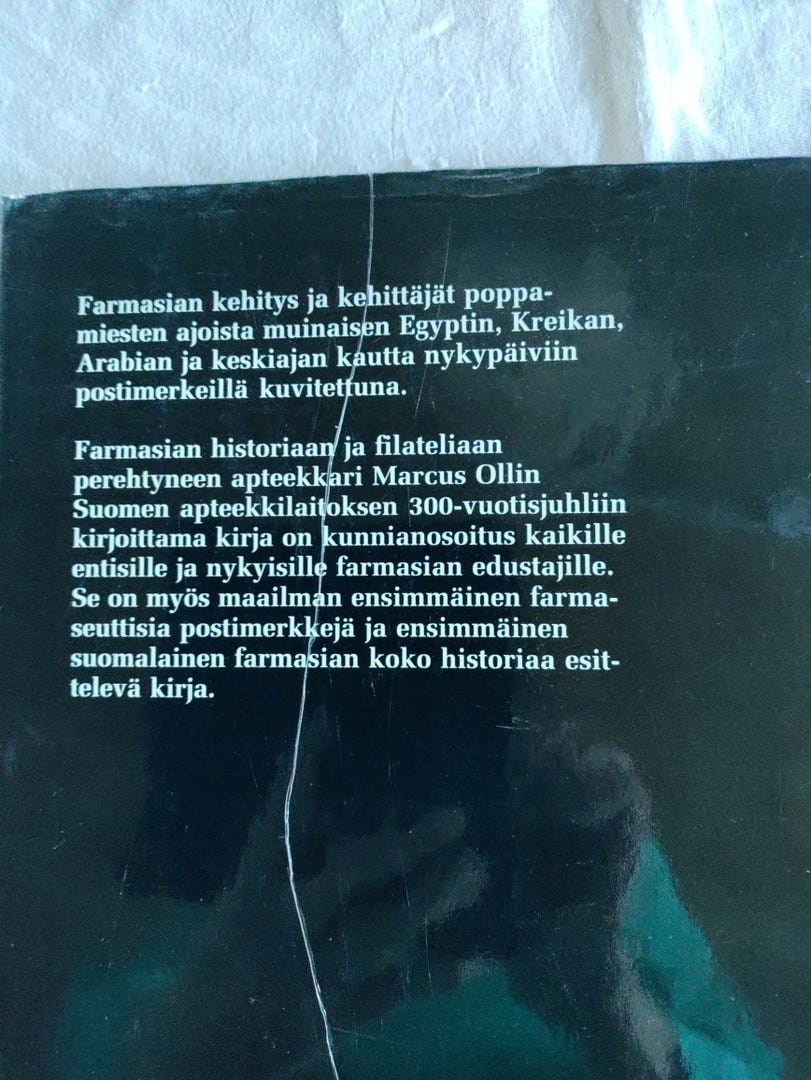 Farmasian kehitys ja kehittäjät poppa-
miesten ajoista muinaisen Egyptin, Kreikan,
Arabian ja keskiajan kautta nykypäiviin
postimerkeillä kuvitettuna.
Farmasian historiaan ja filateliaan
perehtyneen apteekkari Marcus Ollin
Suomen apteekkilaitoksen 300-vuotisjuhliin
kirjoittama kirja on kunnianosoitus kaikille
entisille ja nykyisille farmasian edustajille.
Se on myös maailman ensimmäinen farma-
seuttisia postimerkkejä ja ensimmäinen
suomalainen farmasian koko historiaa esit-
televä kirja.